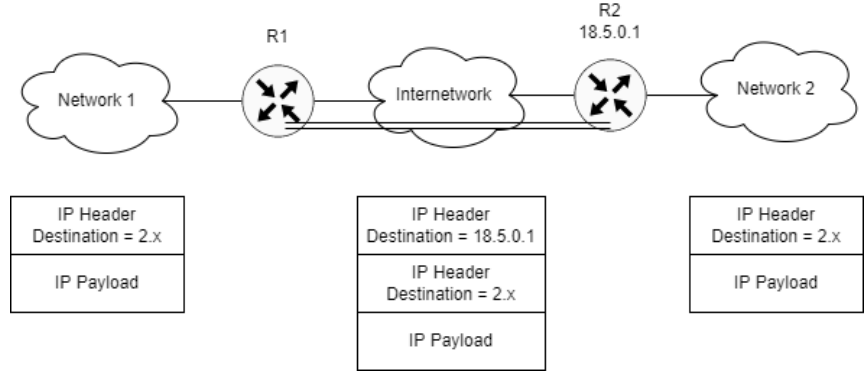 R1
R2
18.5.0.1
Network 1
Internetwork
Network 2
IP Header
Destination = 2.x
IP Payload
IP Header
Destination = 18.5.0.1
IP Header
Destination = 2.x
IP Payload
IP Header
Destination = 2.x
IP Payload